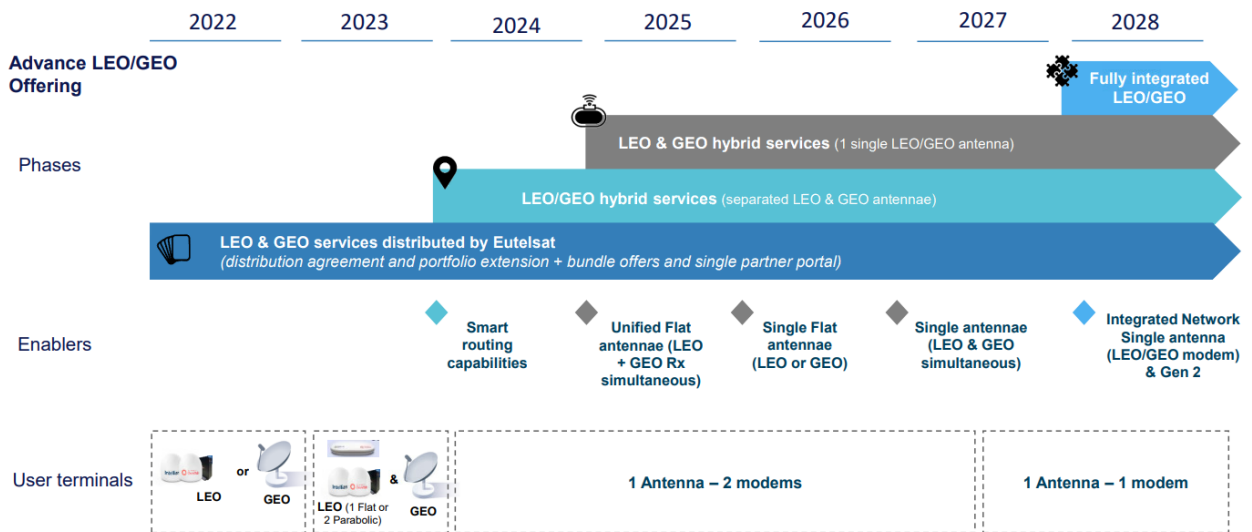 2022 2023 2024 2025 2026 2027 2028
Advance LEO/GEO
Offering
Fully integrated
LEO/GEO
LEO & GEO hybrid services (1 single LEO/GEO antenna)
Phases
LEO/GEO hybrid services (separated LEO & GEO antennae)
LEO & GEO services distributed by Eutelsat
(distribution agreement and portfolio extension + bundle offers and single partner portal)
Enablers
Smart
routing
capabilities
Unified Flat
antennae (LEO
+ GEO Rx
simultaneous)
Single Flat
antennae
(LEO or GEO)
Single antennae
(LEO & GEO
simultaneous)
Integrated Network
Single antenna
(LEO/GEO modem)
& Gen 2
User terminals
LEO
or
GEO
LEO (1 Flat or
2 Parabolic)
&
GEO
1 Antenna – 2 modems
1 Antenna – 1 modem